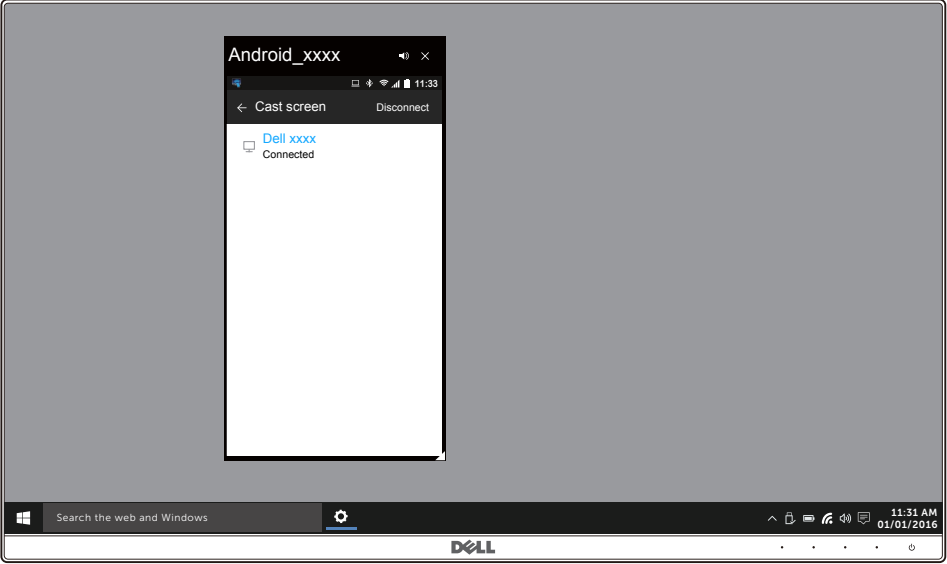 Android_xxxx
11:33
Cast screen
Disconnect
Dell xxxx
Connected
Search the web and Windows
11:31 AM
01/01/2016
DELL